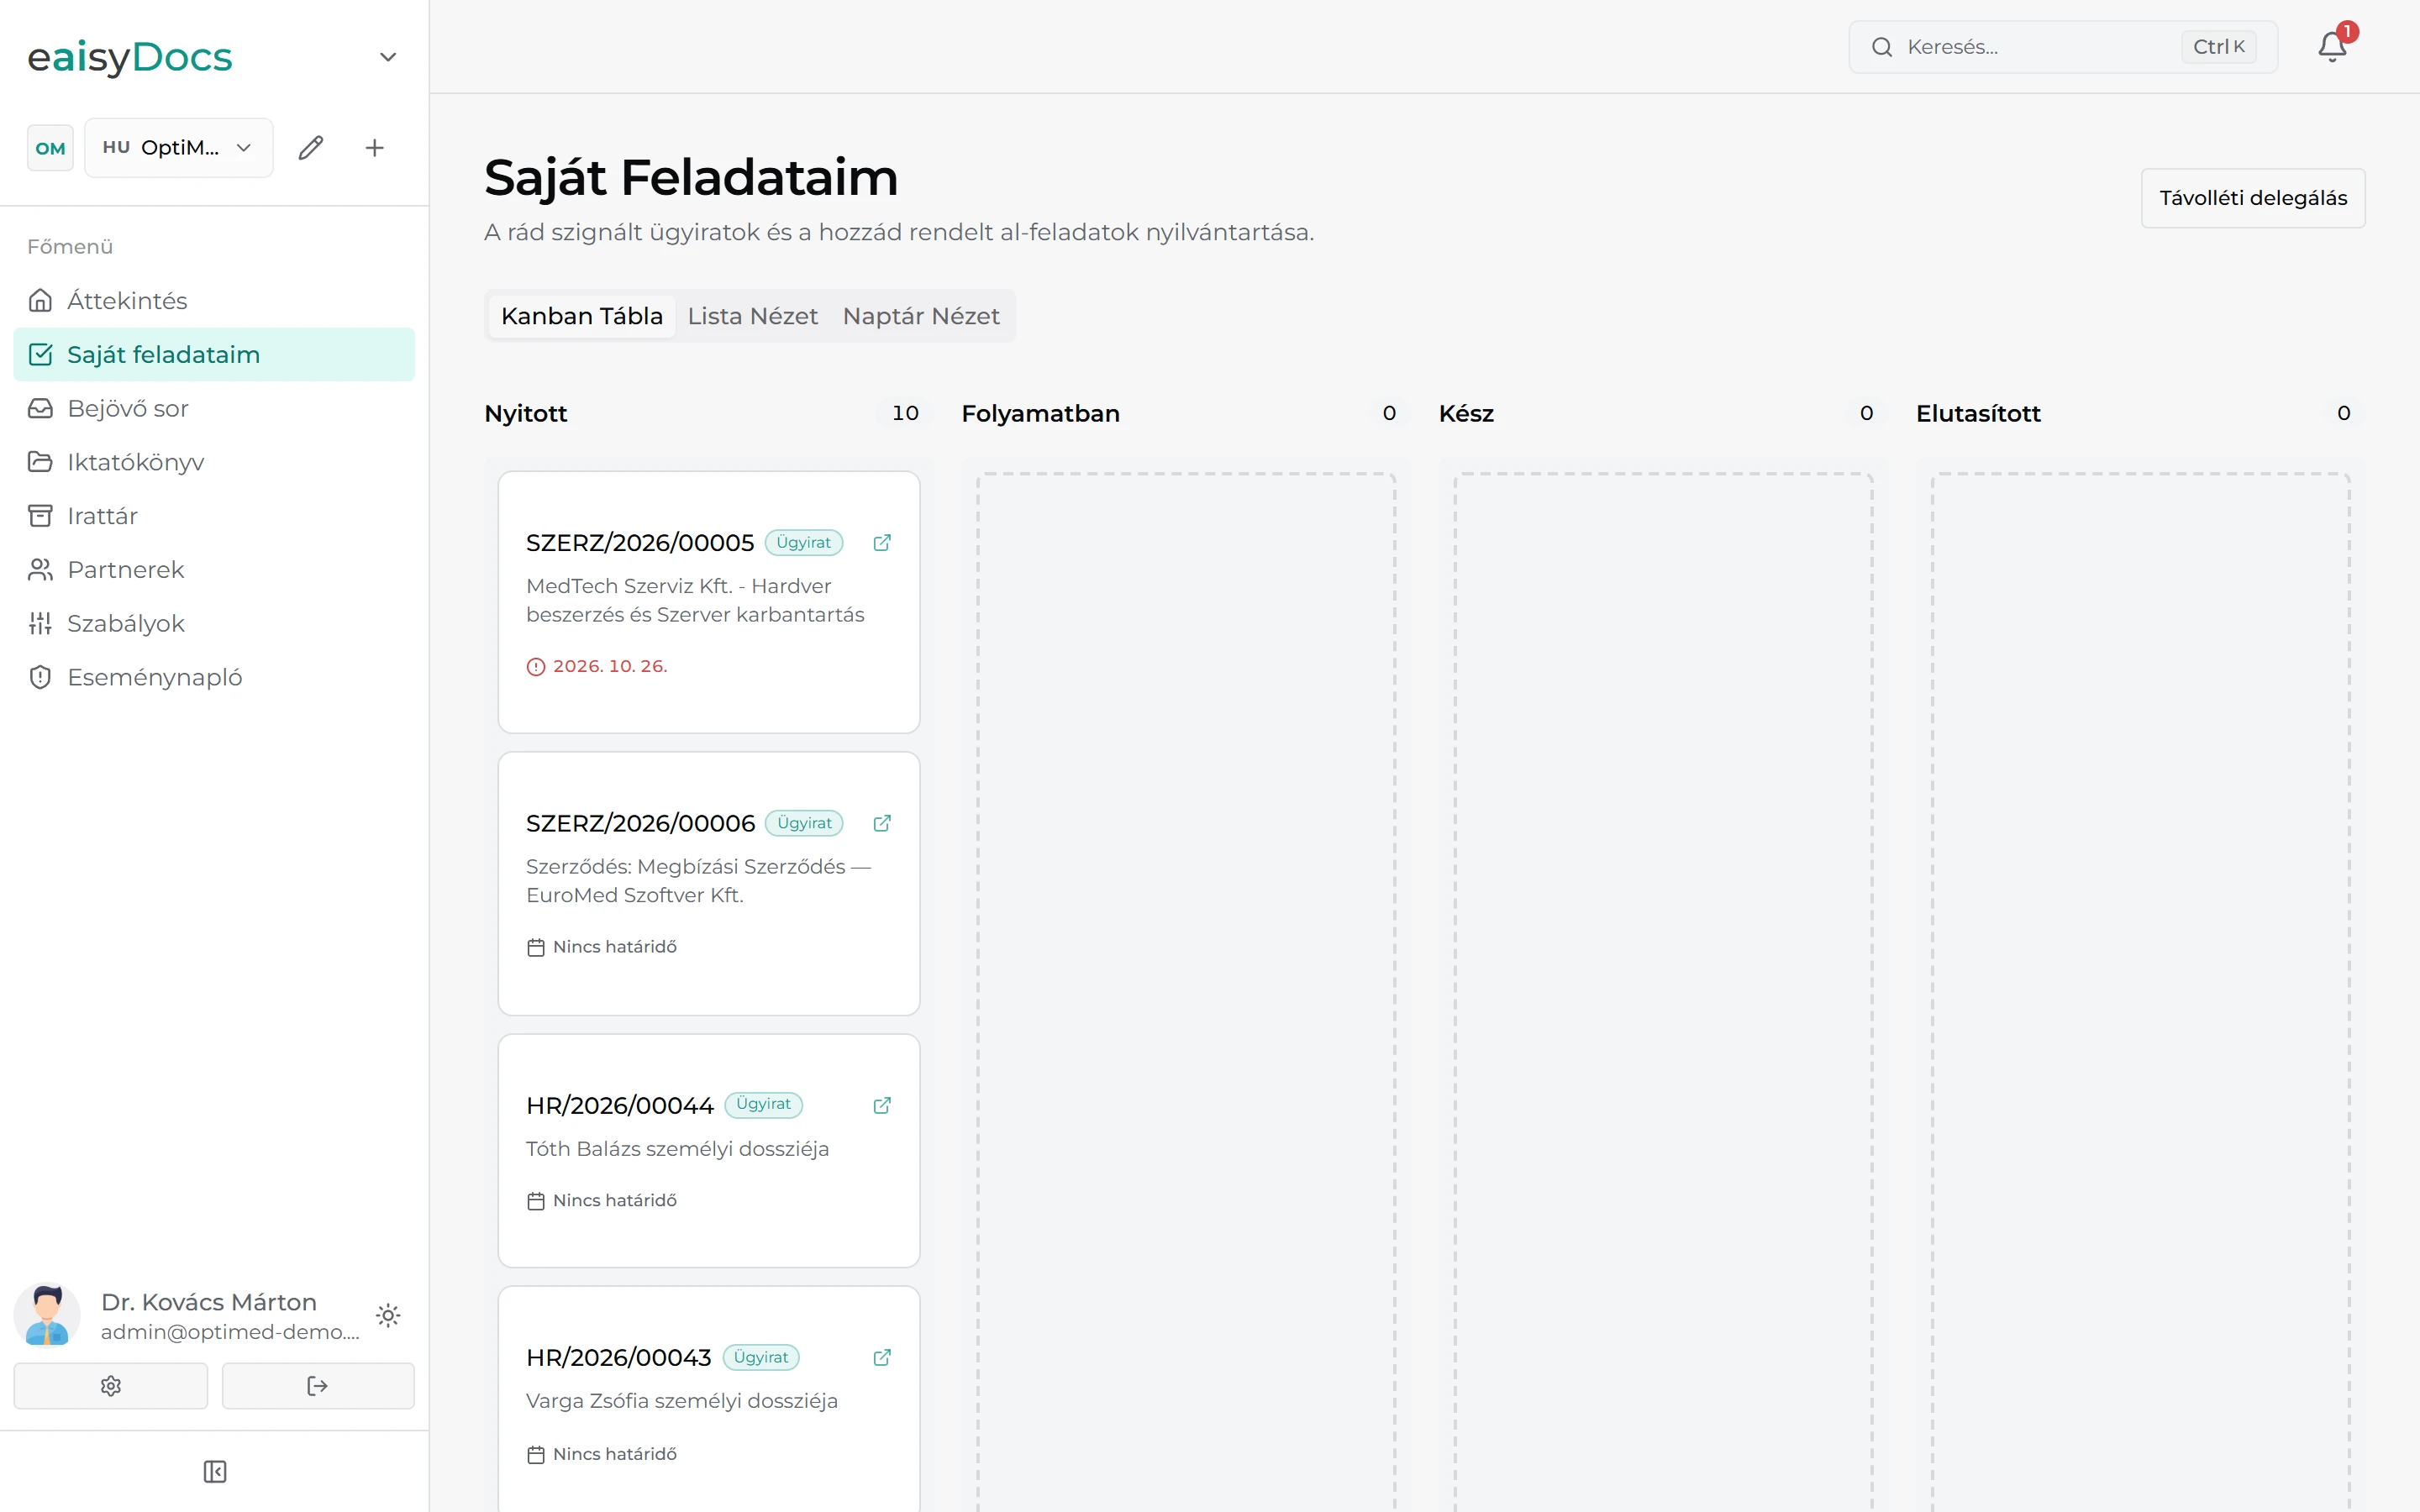 eaisyDocs
OM
HU OptiM...
Főmenü
Áttekintés
Saját feladataim
Bejövő sor
Iktatókönyv
Irattár
Partnerek
Szabályok
Eseménynapló
Dr. Kovács Márton
admin@optimed-demo....
Keresés...
Ctrl K
1
Saját Feladataim
A rád szignált ügyiratok és a hozzád rendelt al-feladatok nyilvántartása.
Távolléti delegálás
Kanban Tábla
Lista Nézet
Naptár Nézet
Nyitott 10
SZERZ/2026/00005 Ügyirat
MedTech Szerviz Kft. - Hardver
beszerzés és Szerver karbantartás
2026. 10. 26.
SZERZ/2026/00006 Ügyirat
Szerződés: Megbízási Szerződés —
EuroMed Szoftver Kft.
Nincs határidő
HR/2026/00044 Ügyirat
Tóth Balázs személyi dossziéja
Nincs határidő
HR/2026/00043 Ügyirat
Varga Zsófia személyi dossziéja
Nincs határidő
Folyamatban 0
Kész 0
Elutasított 0